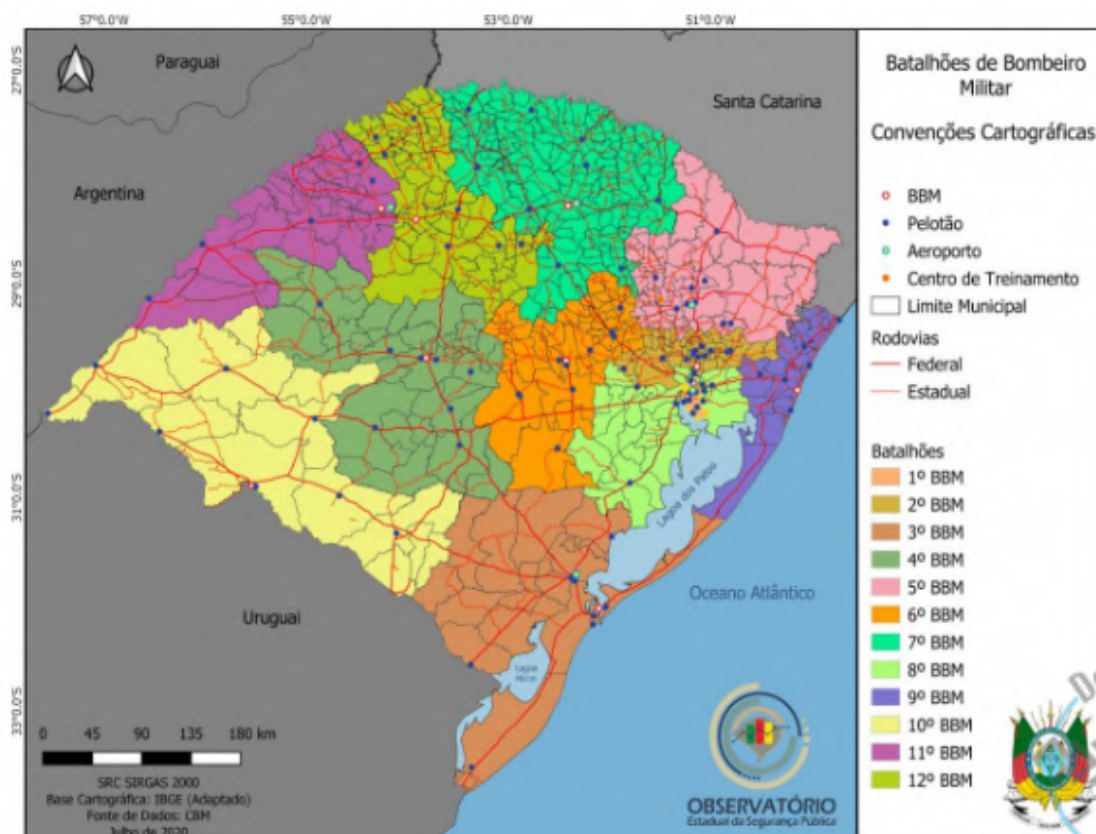 57°0.0'W 55°0.0'W 53°0.0'W 51°0.0'W
27°0.0'S
29°0.0'S
31°0.0'S
33°0.0'S
Paraguai
Santa Catarina
Argentina
Lagoa dos Patos
Oceano Atlântico
Uruguai
Lagoa
Mirim
0 45 90 135 180 km
SRC SIRGAS 2000
Base Cartográfica: IBGE (Adaptado)
Fonte de Dados: CBM
Julho de 2020
OBSERVATÓRIO
Estadual da Segurança Pública
Batalhões de Bombeiro
Militar
Convenções Cartográficas
BBM
Pelotão
Aeroporto
Centro de Treinamento
Limite Municipal
Rodovias
Federal
Estadual
Batalhões
1º BBM
2º BBM
3º BBM
4º BBM
5º BBM
6º BBM
7º BBM
8º BBM
9º BBM
10º BBM
11º BBM
12º BBM